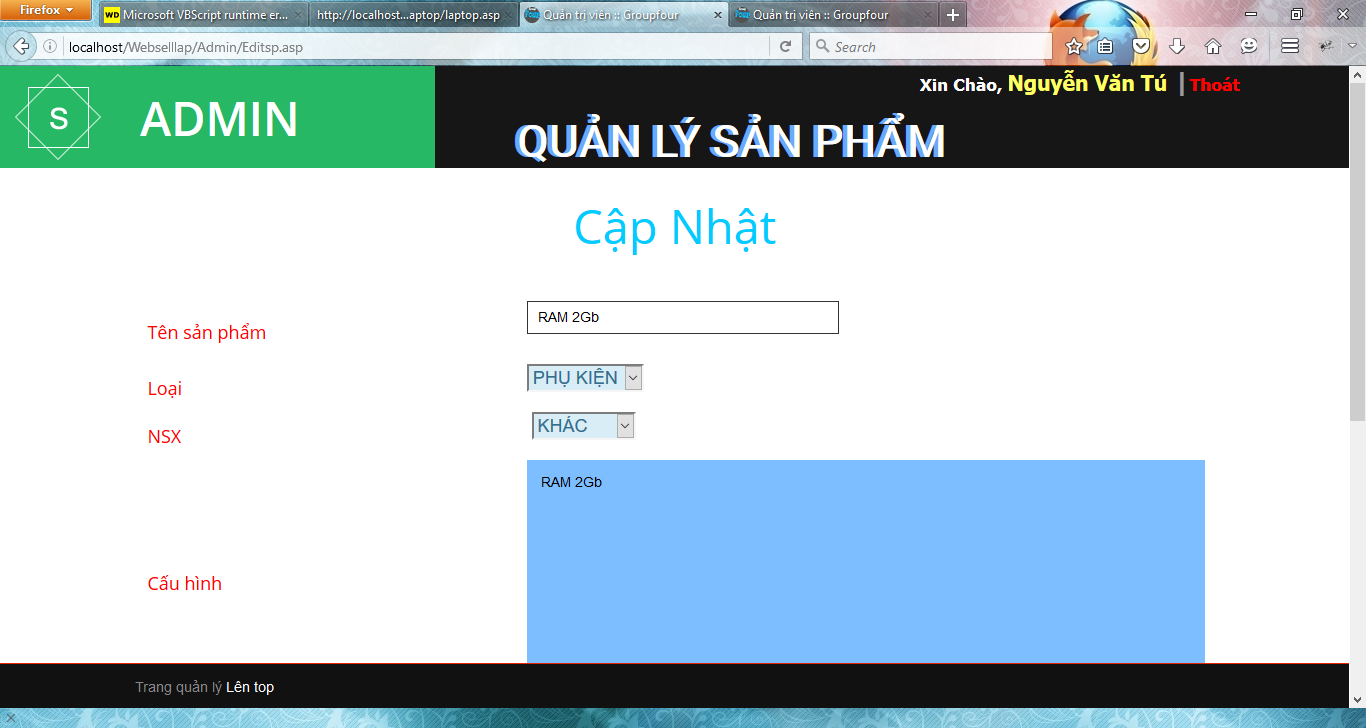 Firefox
WD Microsoft VBScript runtime er...
http://localhost...aptop/laptop.asp
Quản trị viên :: Groupfour
Quản trị viên :: Groupfour
localhost/Webselllap/Admin/Editsp.asp
Search
S
ADMIN
Xin Chào, Nguyễn Văn Tú | Thoát
QUẢN LÝ SẢN PHẨM
Cập Nhật
Tên sản phẩm
RAM 2Gb
Loại
PHỤ KIỆN
NSX
KHÁC
Cấu hình
RAM 2Gb
Trang quản lý Lên top